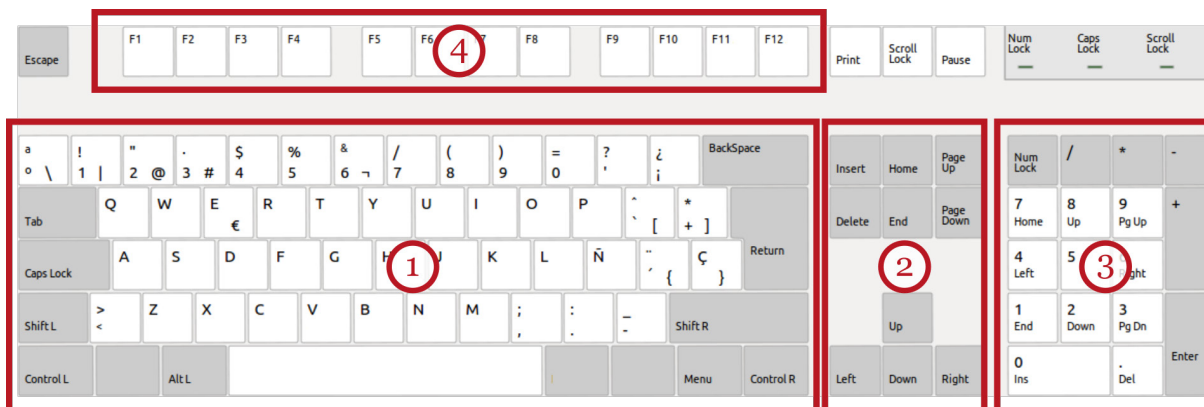 Escape F1 F2 F3 F4 F5 F6 7 F8 F9 F10 F11 F12 Print Scroll Lock Pause Num Lock Caps Lock Scroll Lock
4
a ! " · $ % & / ( ) = ? ¿ BackSpace Insert Home Page Up Num Lock / * -
º \ 1 | 2 @ 3 # 4 5 6 ¬ 7 8 9 0 ' ¡
Tab Q W E € R T Y U I O P ^ ` [ * + ] Return Delete End Page Down 7 Home 8 Up 9 Pg Up +
Caps Lock A S D F G H J K L Ñ ¨ ´ { Ç } 4 Left 5 Right
1 2 3
Shift L > < Z X C V B N M ; , : . _ - Shift R Up 1 End 2 Down 3 Pg Dn Enter
Control L Alt L Menu Control R Left Down Right 0 Ins . Del